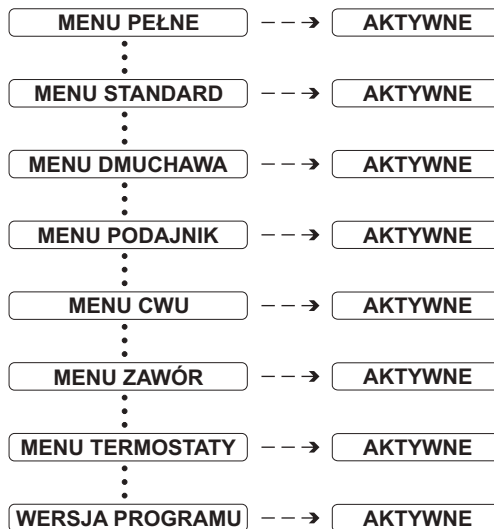 MENU PEŁNE AKTYWNE
MENU STANDARD AKTYWNE
MENU DMUCHAWA AKTYWNE
MENU PODAJNIK AKTYWNE
MENU CWU AKTYWNE
MENU ZAWÓR AKTYWNE
MENU TERMOSTATY AKTYWNE
WERSJA PROGRAMU AKTYWNE